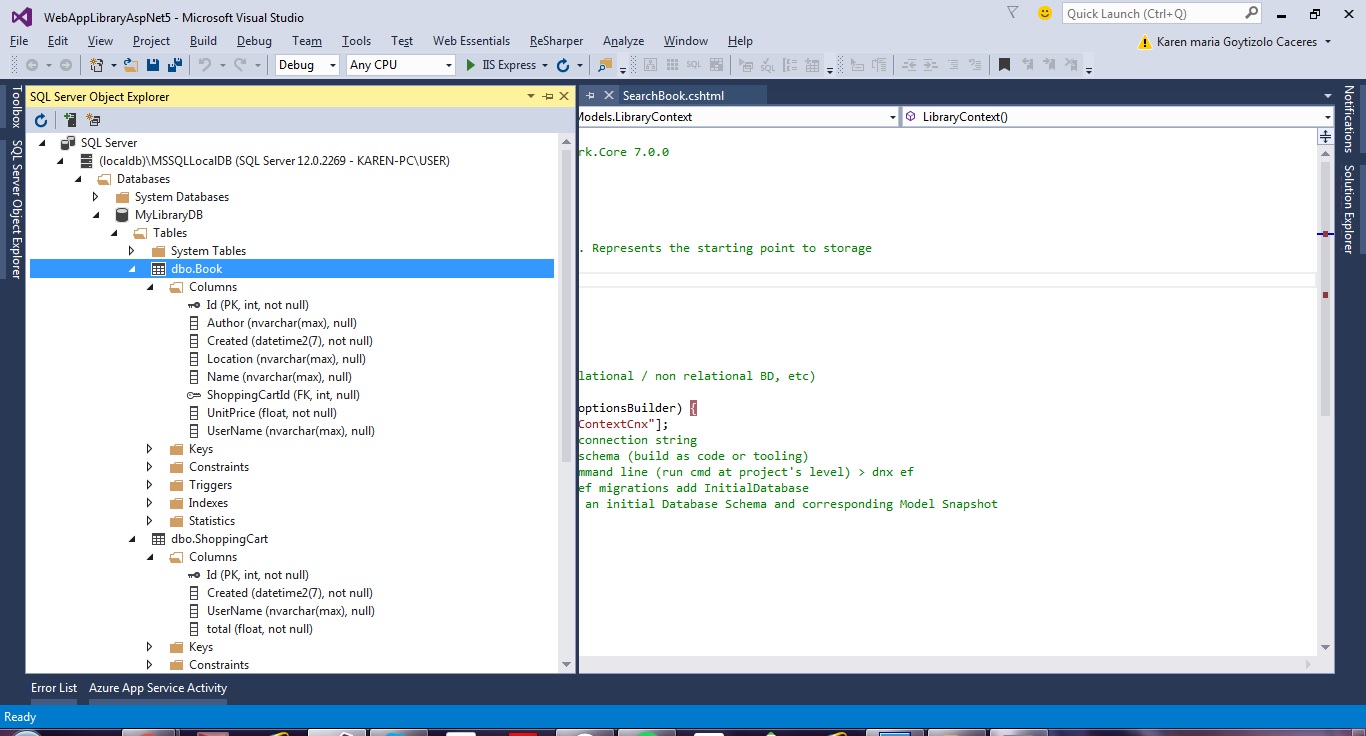 WebAppLibraryAspNet5 - Microsoft Visual Studio
Quick Launch (Ctrl+Q)
File Edit View Project Build Debug Team Tools Test Web Essentials ReSharper Analyze Window Help
Karen maria Goytizolo Caceres
Debug Any CPU IIS Express
Toolbox
SQL Server Object Explorer
SQL Server Object Explorer
SQL Server
(localdb)\MSSQLLocalDB (SQL Server 12.0.2269 - KAREN-PC\USER)
Databases
System Databases
MyLibraryDB
Tables
System Tables
dbo.Book
Columns
Id (PK, int, not null)
Author (nvarchar(max), null)
Created (datetime2(7), not null)
Location (nvarchar(max), null)
Name (nvarchar(max), null)
ShoppingCartId (FK, int, null)
UnitPrice (float, not null)
UserName (nvarchar(max), null)
Keys
Constraints
Triggers
Indexes
Statistics
dbo.ShoppingCart
Columns
Id (PK, int, not null)
Created (datetime2(7), not null)
UserName (nvarchar(max), null)
total (float, not null)
Keys
Constraints
SearchBook.cshtml
Models.LibraryContext
LibraryContext()
rk.Core 7.0.0
. Represents the starting point to storage
lational / non relational BD, etc)
optionsBuilder) {
ContextCnx"];
connection string
schema (build as code or tooling)
mmand line (run cmd at project's level) > dnx ef
ef migrations add InitialDatabase
an initial Database Schema and corresponding Model Snapshot
Notifications
Solution Explorer
Error List Azure App Service Activity
Ready